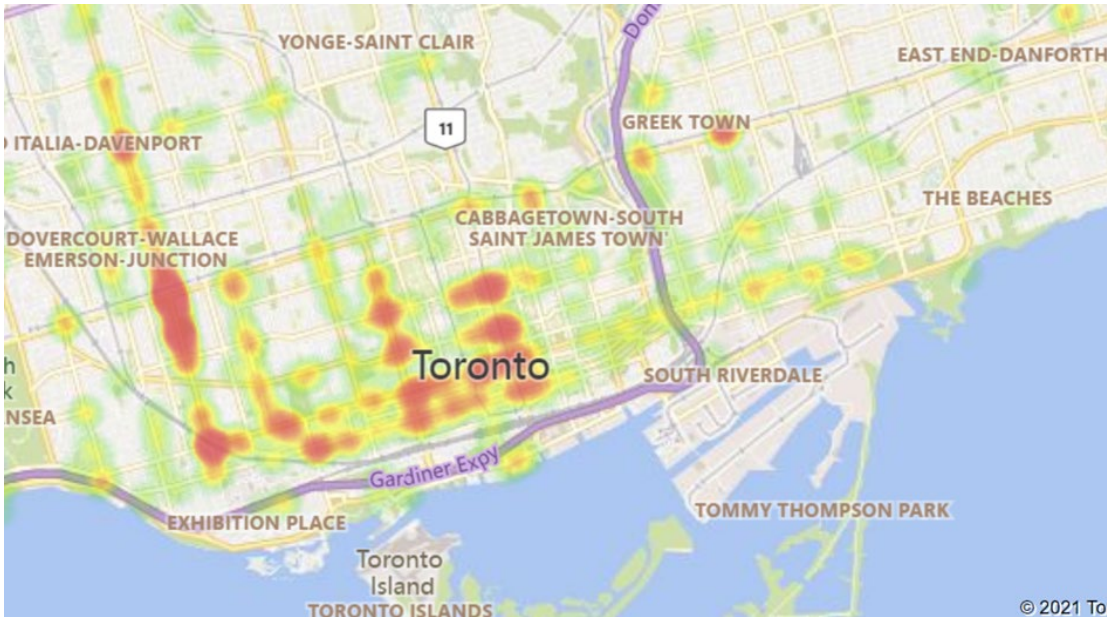 YONGE-SAINT CLAIR
Don
EAST END-DANFORTH
11
GREEK TOWN
ITALIA-DAVENPORT
THE BEACHES
CABBAGETOWN-SOUTH
SAINT JAMES TOWN
DOVERCOURT-WALLACE
EMERSON-JUNCTION
Toronto
h
k
SOUTH RIVERDALE
NSEA
Gardiner Expy
TOMMY THOMPSON PARK
EXHIBITION PLACE
Toronto
Island
TORONTO ISLANDS
© 2021 To